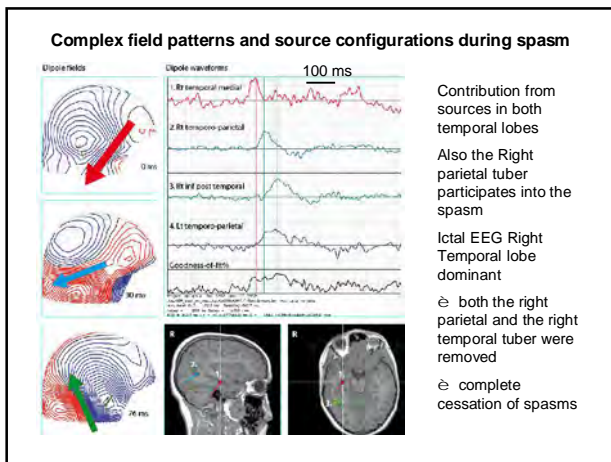 Complex field patterns and source configurations during spasm
Dipole fields
Dipole waveforms
100 ms
1. Rt temporal medial
2. Rt temporo-parietal
3. Rt inf post temporal
4. Lt temporo-parietal
Goodness-of-fit%
0 ms
30 ms
76 ms
R
2.
1.
R
1.
Contribution from
sources in both
temporal lobes
Also the Right
parietal tuber
participates into the
spasm
Ictal EEG Right
Temporal lobe
dominant
è both the right
parietal and the right
temporal tuber were
removed
è complete
cessation of spasms